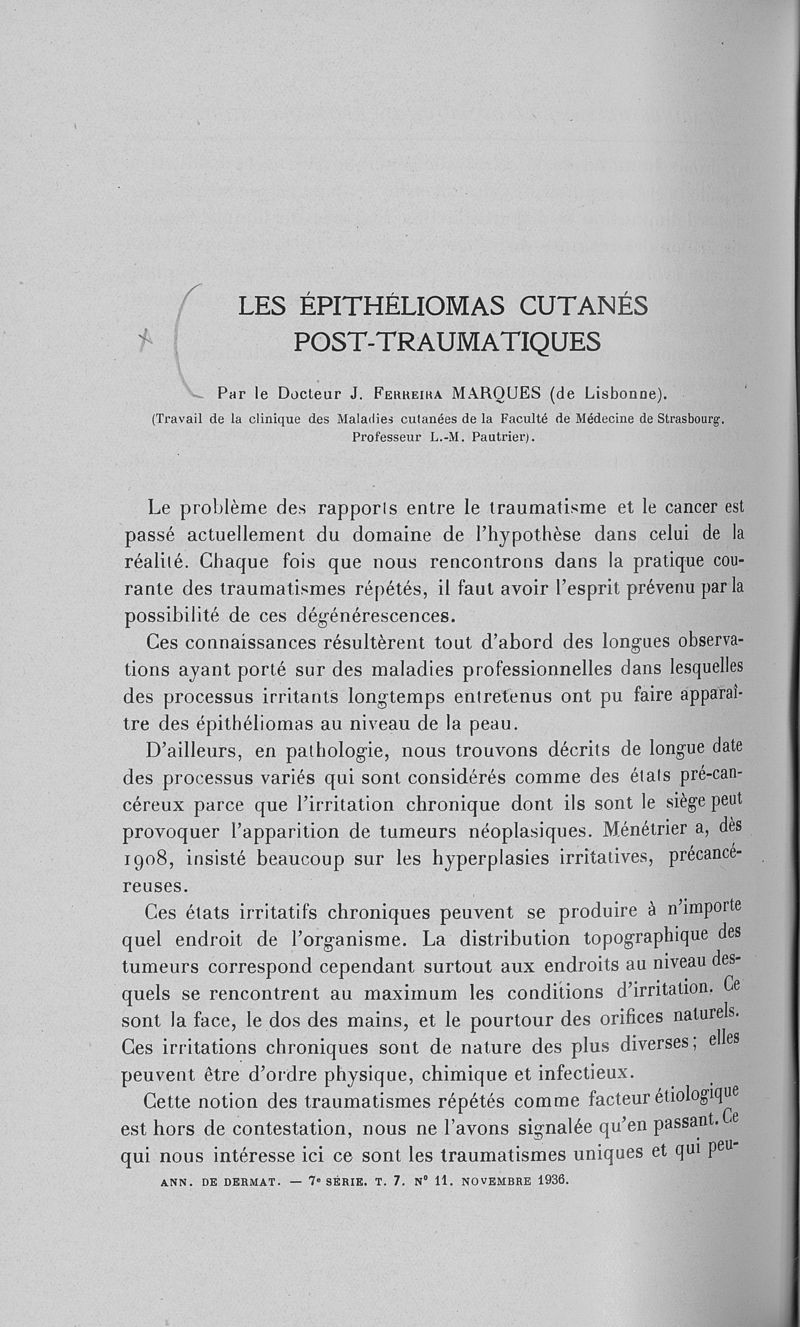 LES ÉPITHÉLIOMAS CUTANÉS
POST-TRAUMATIQUES
Par le Docteur J. FERREIRA MARQUES (de Lisbonne).
(Travail de la clinique des Maladies cutanées de la Faculté de Médecine de Strasbourg.
Professeur L.-M. Pautrier).
Le problème des rapports entre le traumatisme et le cancer est
passé actuellement du domaine de l'hypothèse dans celui de la
réalité. Chaque fois que nous rencontrons dans la pratique cou-
rante des traumatismes répétés, il faut avoir l'esprit prévenu par la
possibilité de ces dégénérescences.
Ces connaissances résultèrent tout d'abord des longues observa-
tions ayant porté sur des maladies professionnelles dans lesquelles
des processus irritants longtemps entretenus ont pu faire apparaî-
tre des épithéliomas au niveau de la peau.
D'ailleurs, en pathologie, nous trouvons décrits de longue date
des processus variés qui sont considérés comme des états pré-can-
céreux parce que l'irritation chronique dont ils sont le siège peut
provoquer l'apparition de tumeurs néoplasiques. Ménétrier a, dès
1908, insisté beaucoup sur les hyperplasies irritatives, précancé-
reuses.
Ces états irritatifs chroniques peuvent se produire à n'importe
quel endroit de l'organisme. La distribution topographique des
tumeurs correspond cependant surtout aux endroits au niveau des-
quels se rencontrent au maximum les conditions d'irritation. Ce
sont la face, le dos des mains, et le pourtour des orifices naturels.
Ces irritations chroniques sont de nature des plus diverses; elles
peuvent être d'ordre physique, chimique et infectieux.
Cette notion des traumatismes répétés comme facteur étiologique
est hors de contestation, nous ne l'avons signalée qu'en passant. Ce
qui nous intéresse ici ce sont les traumatismes uniques et qui peu-
ANN. DE DERMAT. — 7e SÉRIE. T. 7. N° 11. NOVEMBRE 1936.